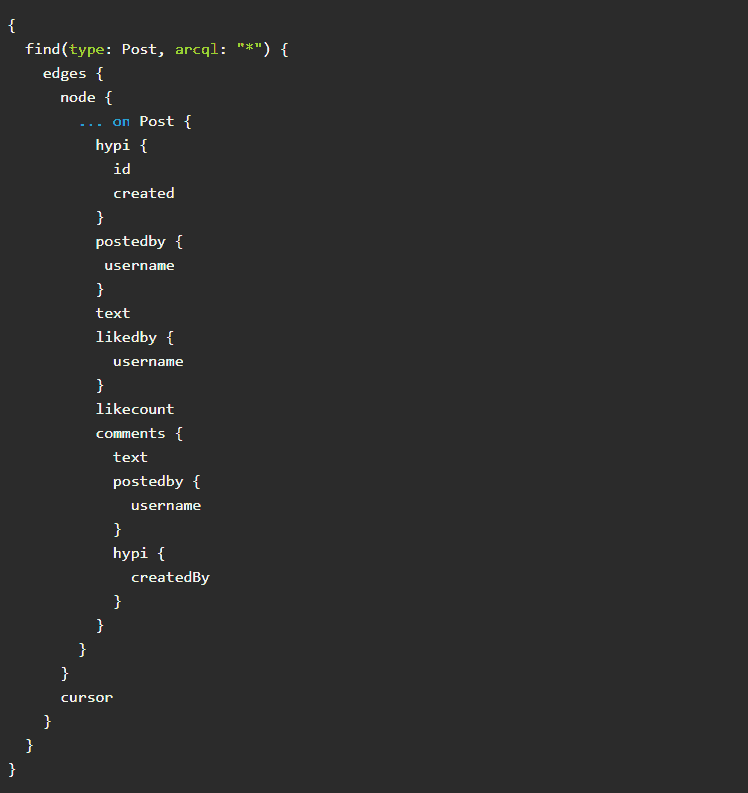 {
  find(type: Post, arcql: "*") {
    edges {
      node {
        ... on Post {
          hypi {
            id
            created
          }
          postedby {
           username
          }
          text
          likedby {
            username
          }
          likecount
          comments {
            text
            postedby {
              username
            }
            hypi {
              createdBy
            }
          }
        }
      }
      cursor
    }
  }
}